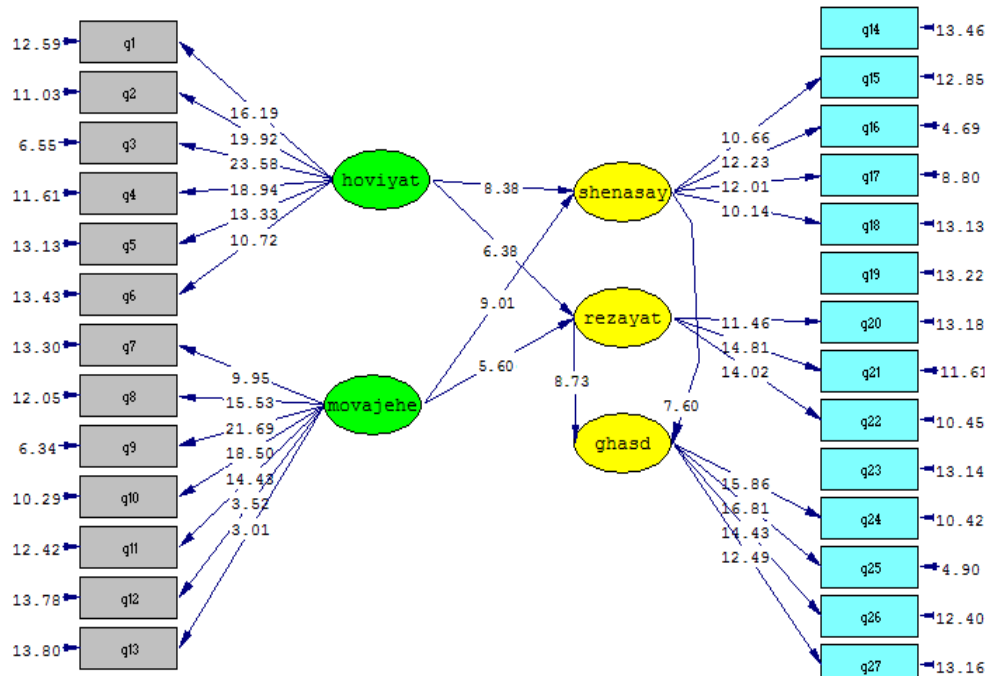 12.59 q1
11.03 q2
6.55 q3
11.61 q4
13.13 q5
13.43 q6
13.30 q7
12.05 q8
6.34 q9
10.29 q10
12.42 q11
13.78 q12
13.80 q13
16.19
19.92
23.58
18.94
13.33
10.72
9.95
15.53
21.69
18.50
14.43
3.52
3.01
hoviyat
movajehe
8.38
6.38
9.01
5.60
shenasay
rezayat
8.73
7.60
ghasd
10.66
12.23
12.01
10.14
11.46
14.81
14.02
15.86
16.81
14.43
12.49
q14 13.46
q15 12.85
q16 4.69
q17 8.80
q18 13.13
q19 13.22
q20 13.18
q21 11.61
q22 10.45
q23 13.14
q24 10.42
q25 4.90
q26 12.40
q27 13.16